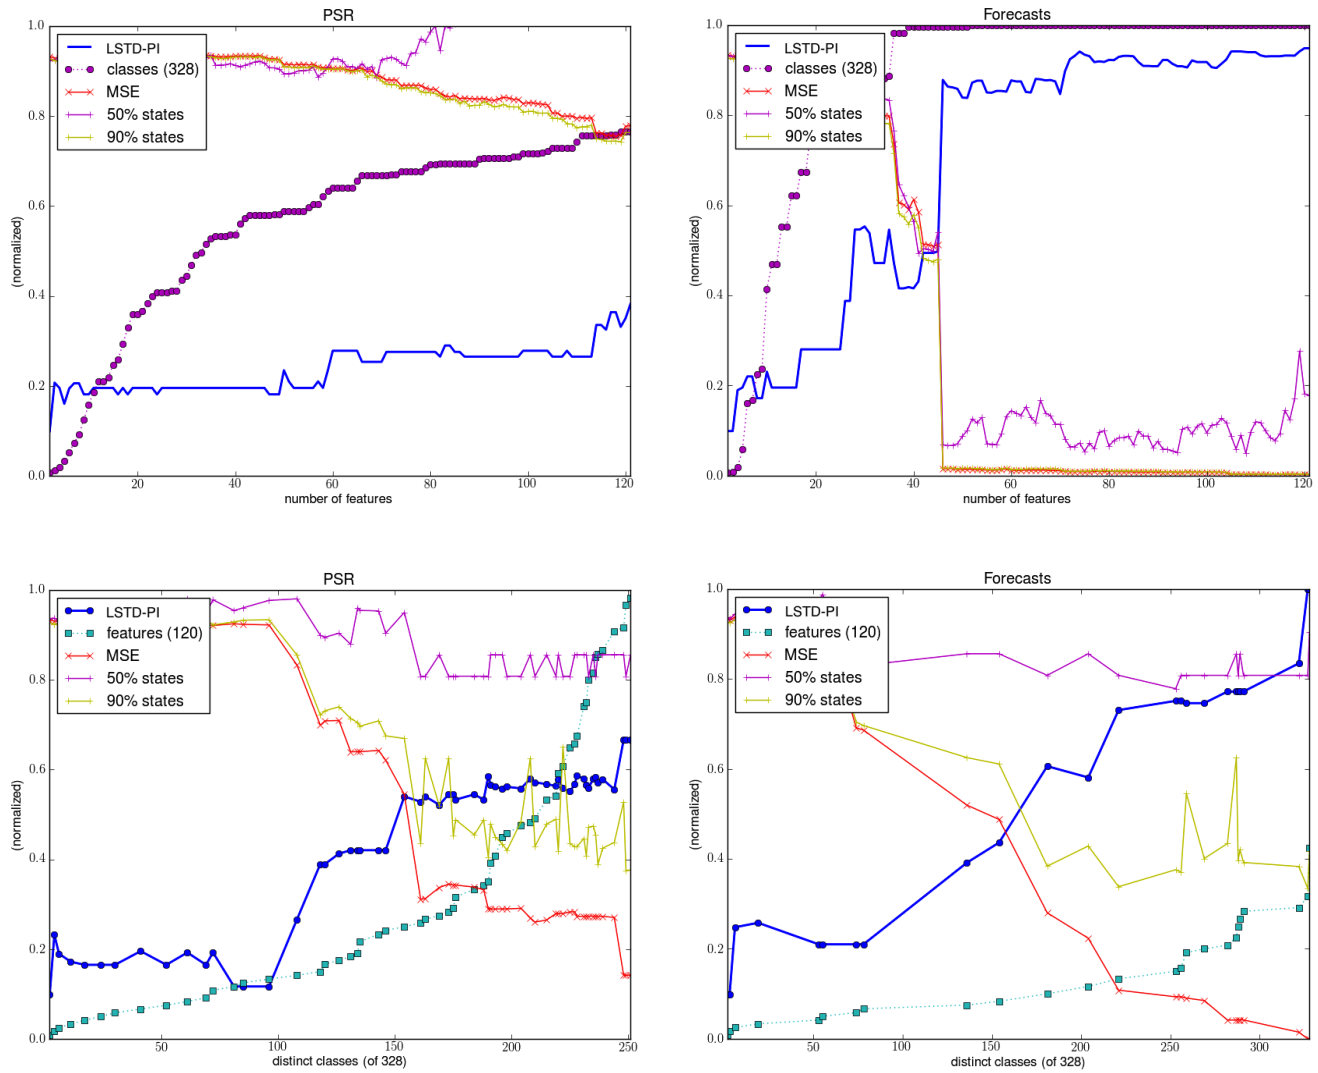 PSR
1.0
0.8
0.6
0.4
0.2
0.0
(normalized)
LSTD-PI
classes (328)
MSE
50% states
90% states
20 40 60 80 100 120
number of features
Forecasts
1.0
0.8
0.6
0.4
0.2
0.0
(normalized)
LSTD-PI
classes (328)
MSE
50% states
90% states
20 40 60 80 100 120
number of features
PSR
1.0
0.8
0.6
0.4
0.2
0.0
(normalized)
LSTD-PI
features (120)
MSE
50% states
90% states
50 100 150 200 250
distinct classes (of 328)
Forecasts
1.0
0.8
0.6
0.4
0.2
0.0
(normalized)
LSTD-PI
features (120)
MSE
50% states
90% states
50 100 150 200 250 300
distinct classes (of 328)